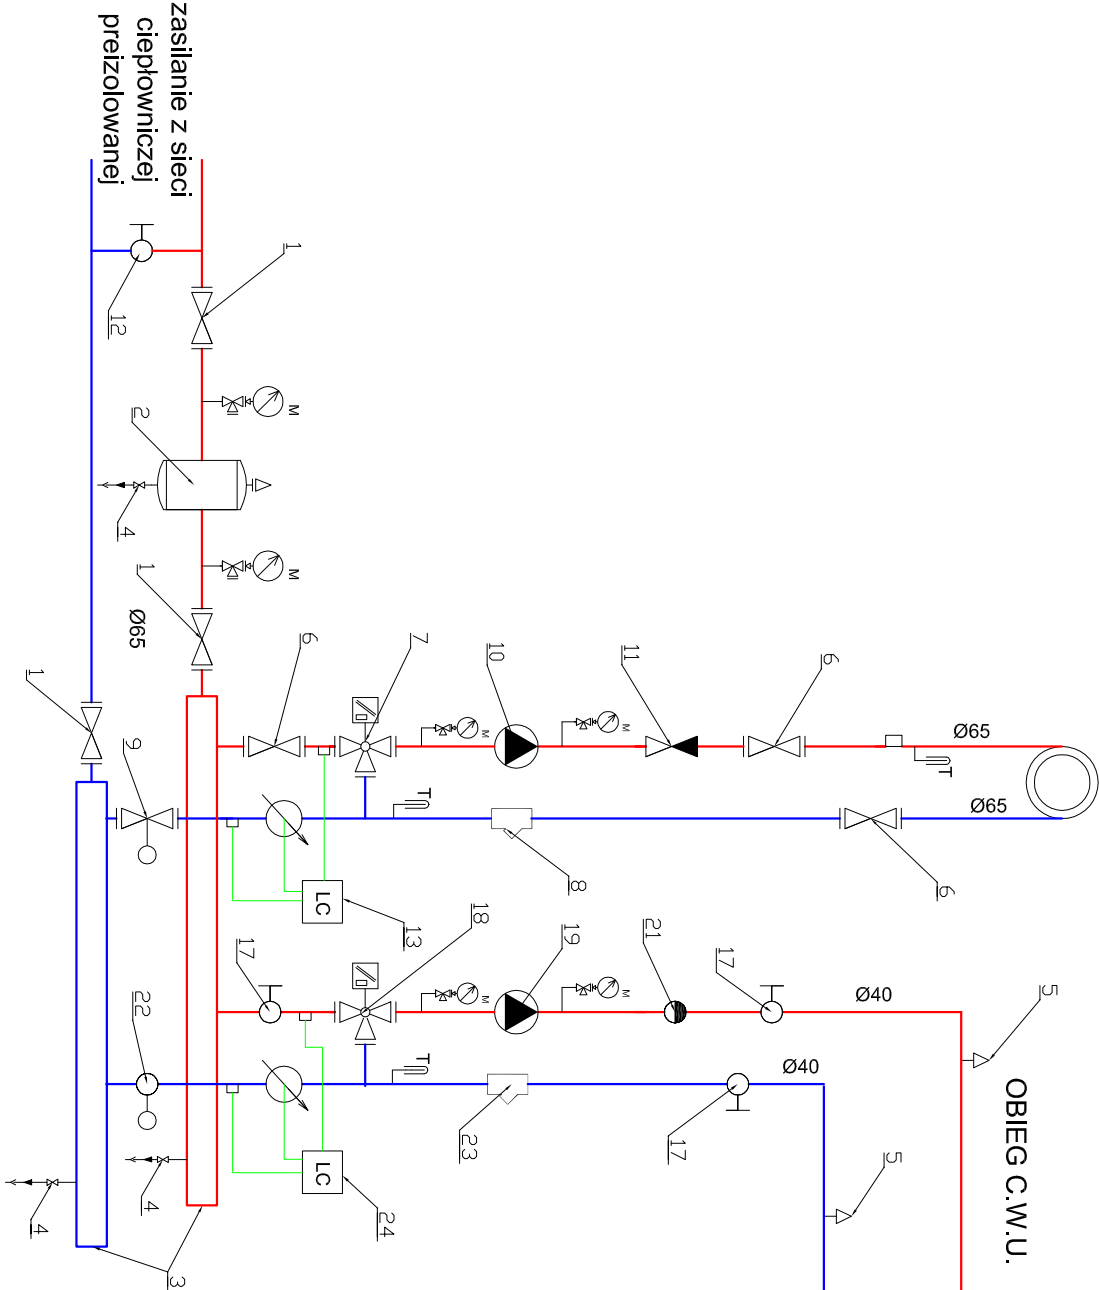 zasilanie z sieci
ciepłowniczej
preizolowanej
1
12
M
2
4
M
1
Ø65
1
9
6
7
10
11
6
Ø65
T
Ø65
6
M
M
T
8
LC
13
18
17
19
21
17
Ø40
5
M
M
22
T
Ø40
23
17
5
OBIEG C.W.U.
LC
24
4
4
3